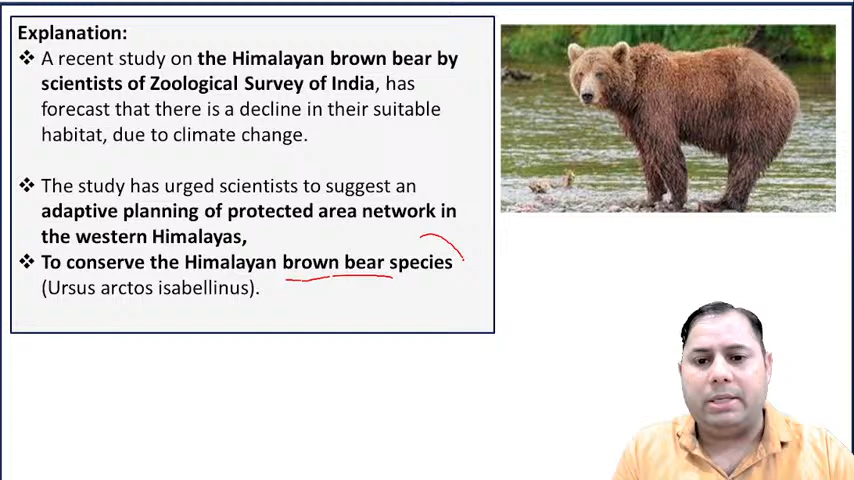 Explanation:
❖ A recent study on the Himalayan brown bear by
scientists of Zoological Survey of India, has
forecast that there is a decline in their suitable
habitat, due to climate change.
❖ The study has urged scientists to suggest an
adaptive planning of protected area network in
the western Himalayas,
❖ To conserve the Himalayan brown bear species
(Ursus arctos isabellinus).